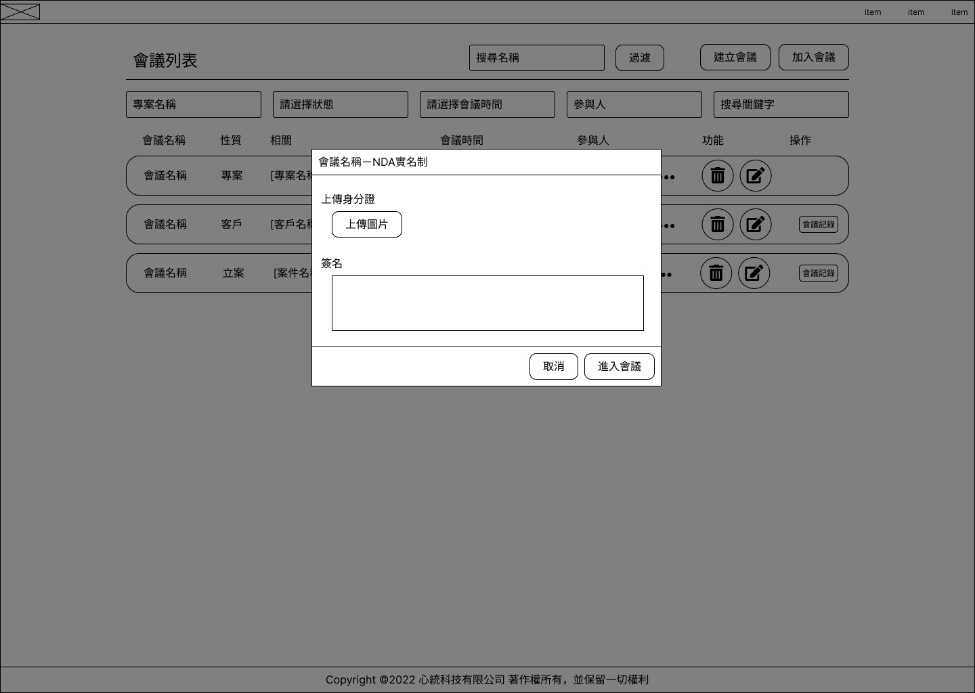 item item item
會議列表 搜尋名稱 過濾 建立會議 加入會議
專案名稱 請選擇狀態 請選擇會議時間 參與人 搜尋關鍵字
會議名稱 性質 相關 會議時間 參與人 功能 操作
會議名稱 專案 [專案名稱
會議名稱 客戶 [客戶名稱 會議記錄
會議名稱 立案 [案件名 會議記錄
會議名稱－NDA實名制
上傳身分證
上傳圖片
簽名
取消 進入會議
Copyright ©2022 心統科技有限公司 著作權所有，並保留一切權利